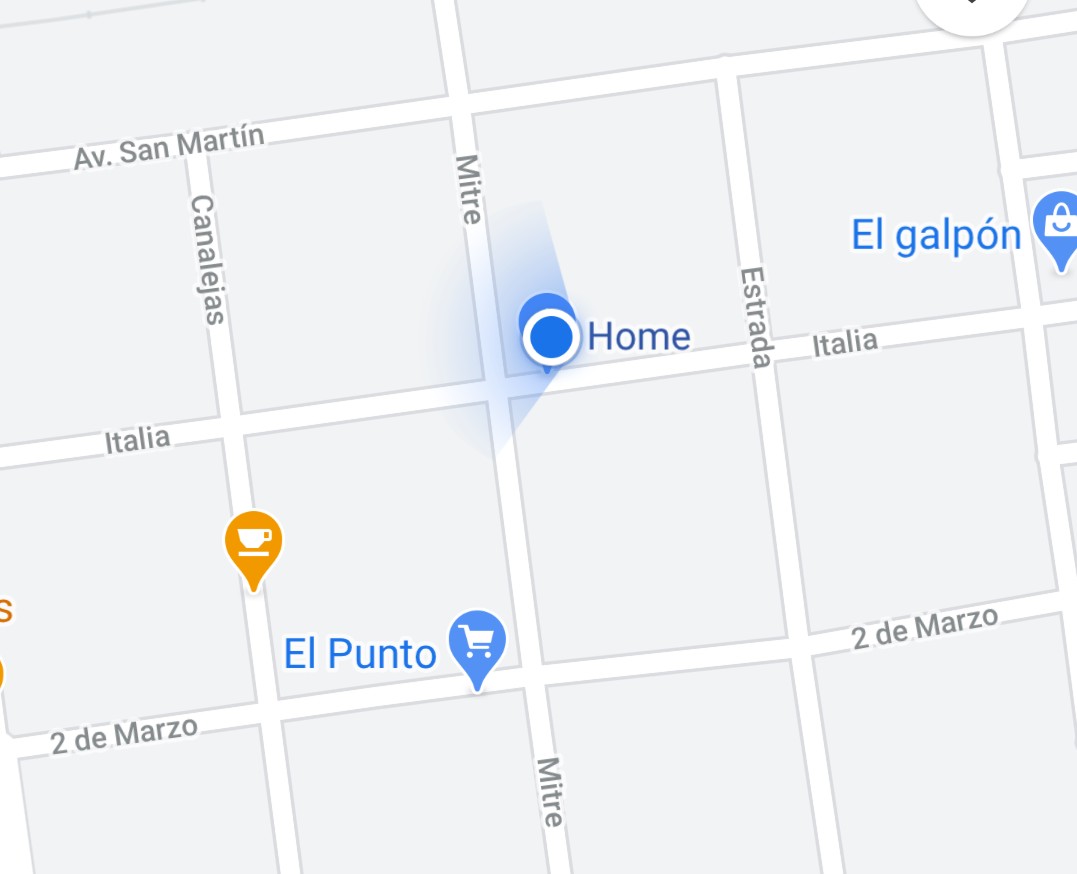 Av. San Martín
Mitre
Canalejas
El galpón
Estrada
Home
Italia
Italia
s
El Punto
2 de Marzo
2 de Marzo
Mitre